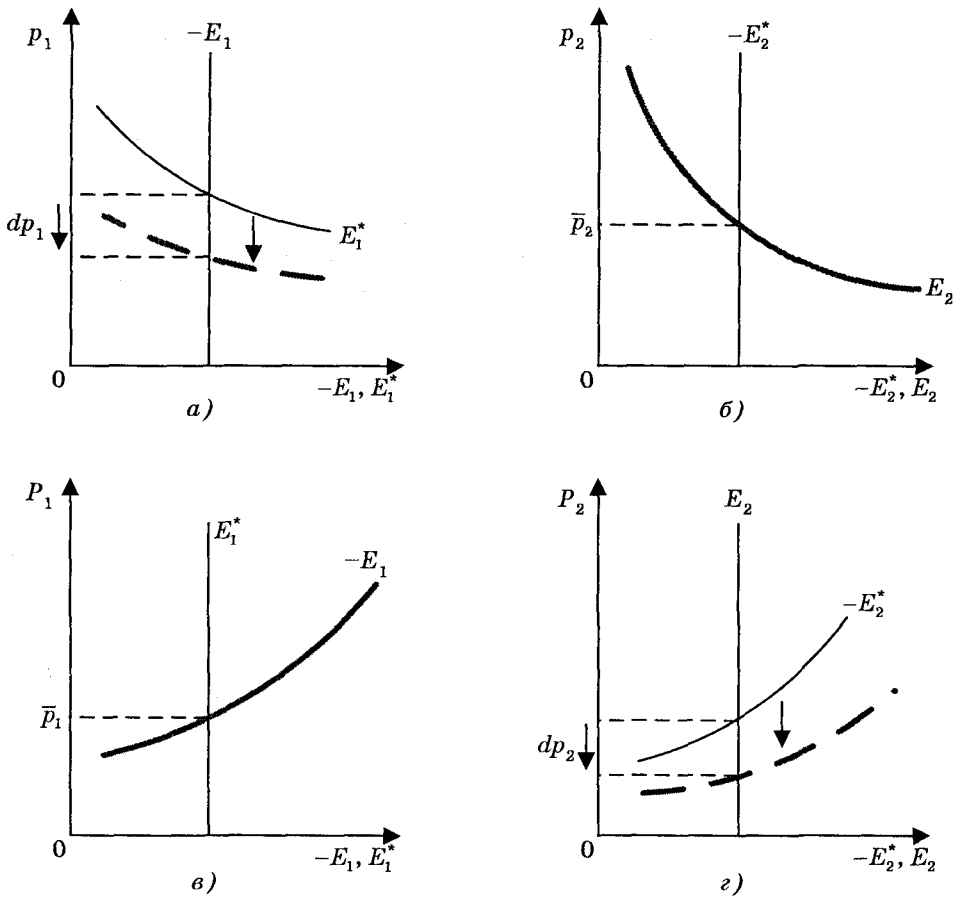 p₁ −E₁ p₂ −E₂*
dp₁ E₁* p̅₂ E₂
0 −E₁, E₁* 0 −E₂*, E₂
а) б)
P₁ E₁* −E₁ P₂ E₂ −E₂*
p̅₁ dp₂
0 −E₁, E₁* 0 −E₂*, E₂
в) г)